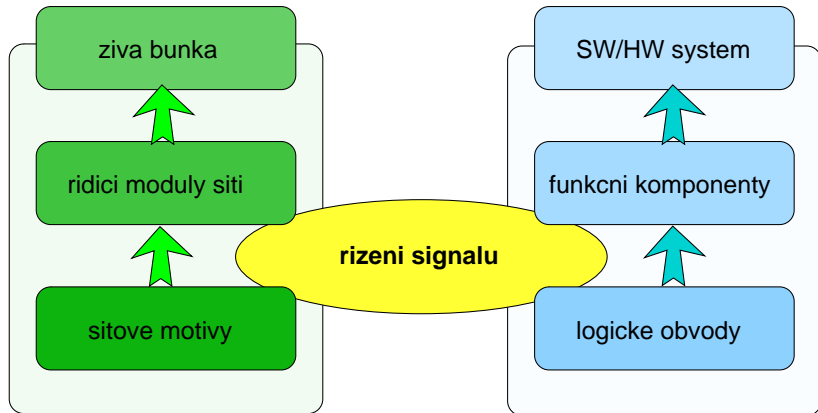 ziva bunka
SW/HW system
ridici moduly siti
funkcni komponenty
rizeni signalu
sitove motivy
logicke obvody